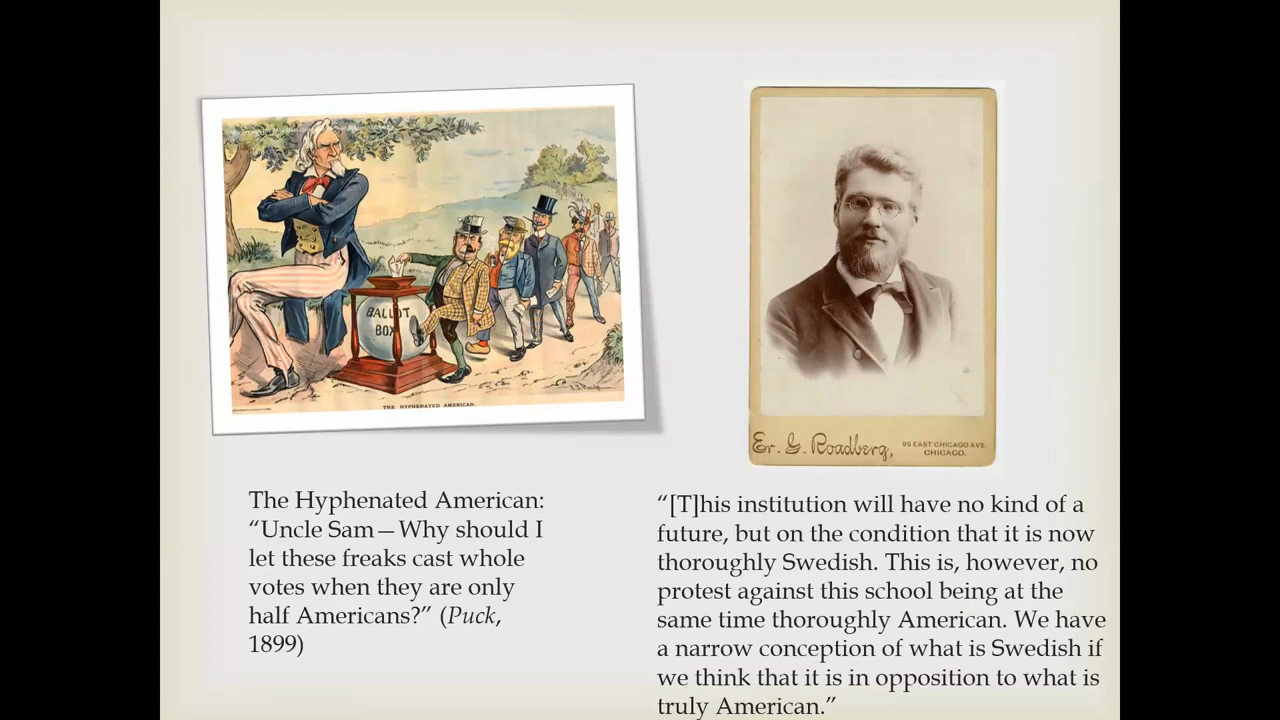 BALLOT
BOX
THE HYPHENATED AMERICAN.
Er. G. Roadberg,
95 EAST CHICAGO AVE.
CHICAGO.
The Hyphenated American:
“Uncle Sam—Why should I
let these freaks cast whole
votes when they are only
half Americans?” (Puck,
1899)
“[T]his institution will have no kind of a
future, but on the condition that it is now
thoroughly Swedish. This is, however, no
protest against this school being at the
same time thoroughly American. We have
a narrow conception of what is Swedish if
we think that it is in opposition to what is
truly American.”